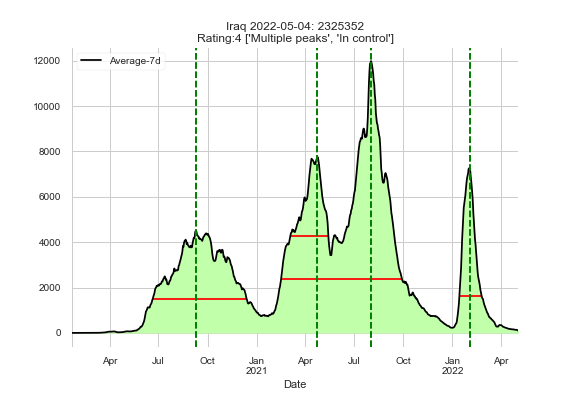 Iraq 2022-05-04: 2325352
Rating:4 ['Multiple peaks', 'In control']
Average-7d
12000
10000
8000
6000
4000
2000
0
Apr Jul Oct Jan Apr Jul Oct Jan Apr
2021 2022
Date